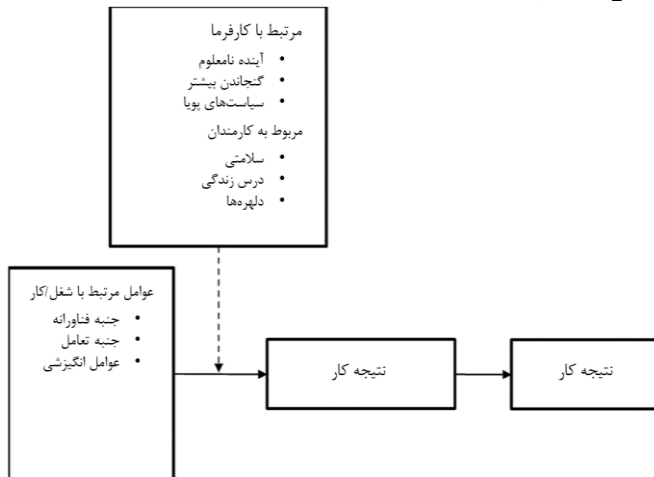 مرتبط با کارفرما
• آینده نامعلوم
• گنجاندن بیشتر
• سیاست‌های پویا
مربوط به کارمندان
• سلامتی
• درس زندگی
• دلهره‌ها
عوامل مرتبط با شغل/کار
• جنبه فناورانه
• جنبه تعامل
• عوامل انگیزشی
نتیجه کار
نتیجه کار